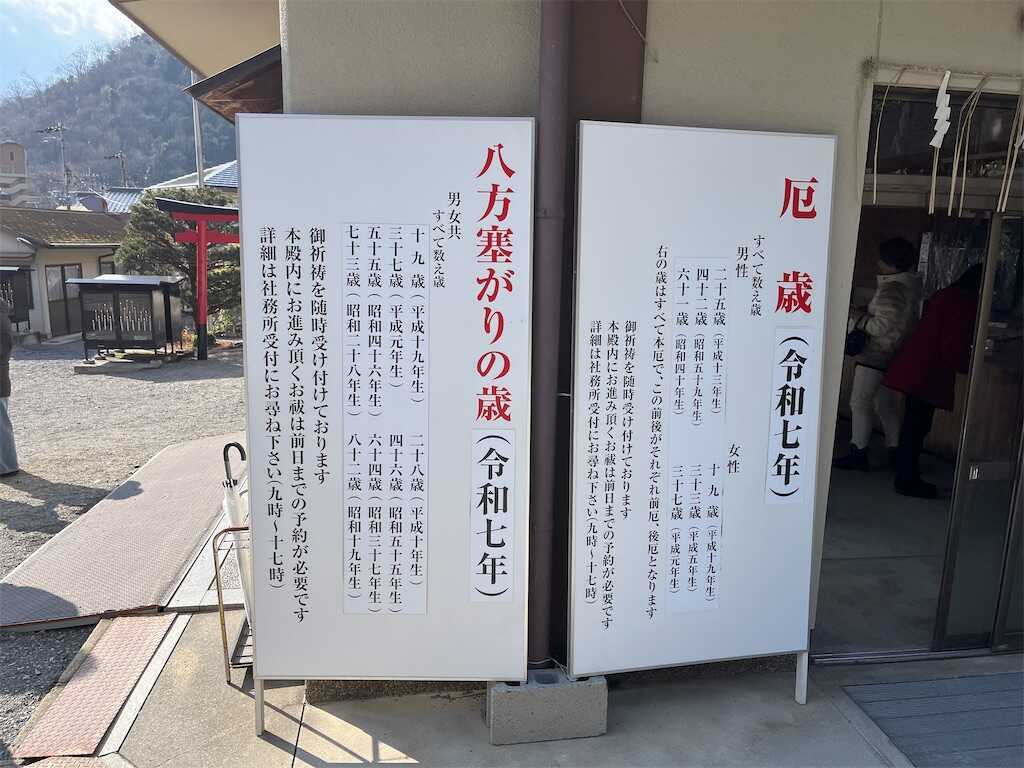 厄歳(令和七年)
すべて数え歳
男性　女性
二十五歳(平成十三年生)　十九歳(平成十九年生)
四十二歳(昭和五十九年生)　三十三歳(平成五年生)
六十一歳(昭和四十年生)　三十七歳(平成元年生)
右の歳はすべて本厄で、この前後がそれぞれ前厄、後厄となります
御祈祷を随時受け付けております
本殿内にお進み頂くお祓は前日までの予約が必要です
詳細は社務所受付にお尋ね下さい(九時～十七時)
八方塞がりの歳(令和七年)
男女共
すべて数え歳
十九歳(平成十九年生)　二十八歳(平成十年生)
三十七歳(平成元年生)　四十六歳(昭和五十五年生)
五十五歳(昭和四十六年生)　六十四歳(昭和三十七年生)
七十三歳(昭和二十八年生)　八十二歳(昭和十九年生)
御祈祷を随時受け付けております
本殿内にお進み頂くお祓は前日までの予約が必要です
詳細は社務所受付にお尋ね下さい(九時～十七時)